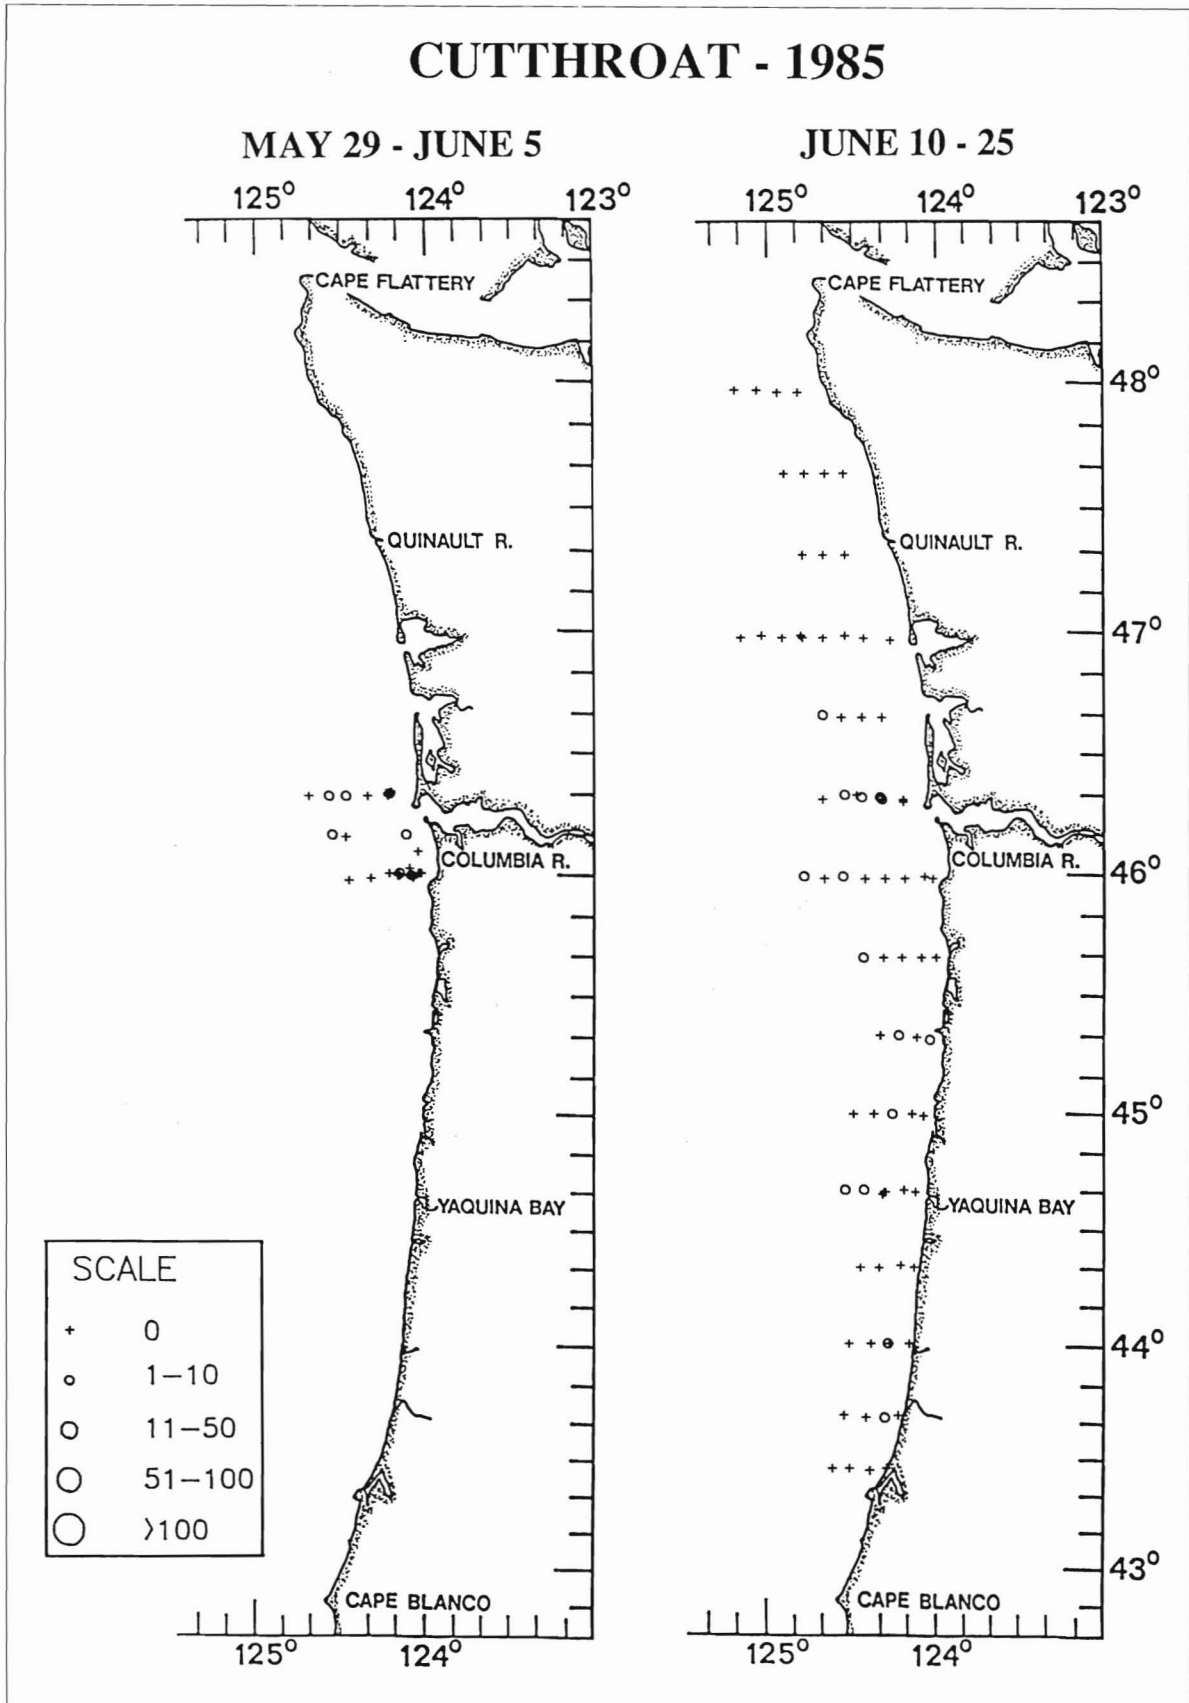 CUTTHROAT - 1985
MAY 29 - JUNE 5
JUNE 10 - 25
125° 124° 123°
125° 124° 123°
CAPE FLATTERY
CAPE FLATTERY
48°
QUINAULT R.
QUINAULT R.
47°
COLUMBIA R.
COLUMBIA R.
46°
45°
YAQUINA BAY
YAQUINA BAY
44°
43°
CAPE BLANCO
CAPE BLANCO
125° 124°
125° 124°
SCALE
+ 0
o 1-10
o 11-50
O 51-100
O >100